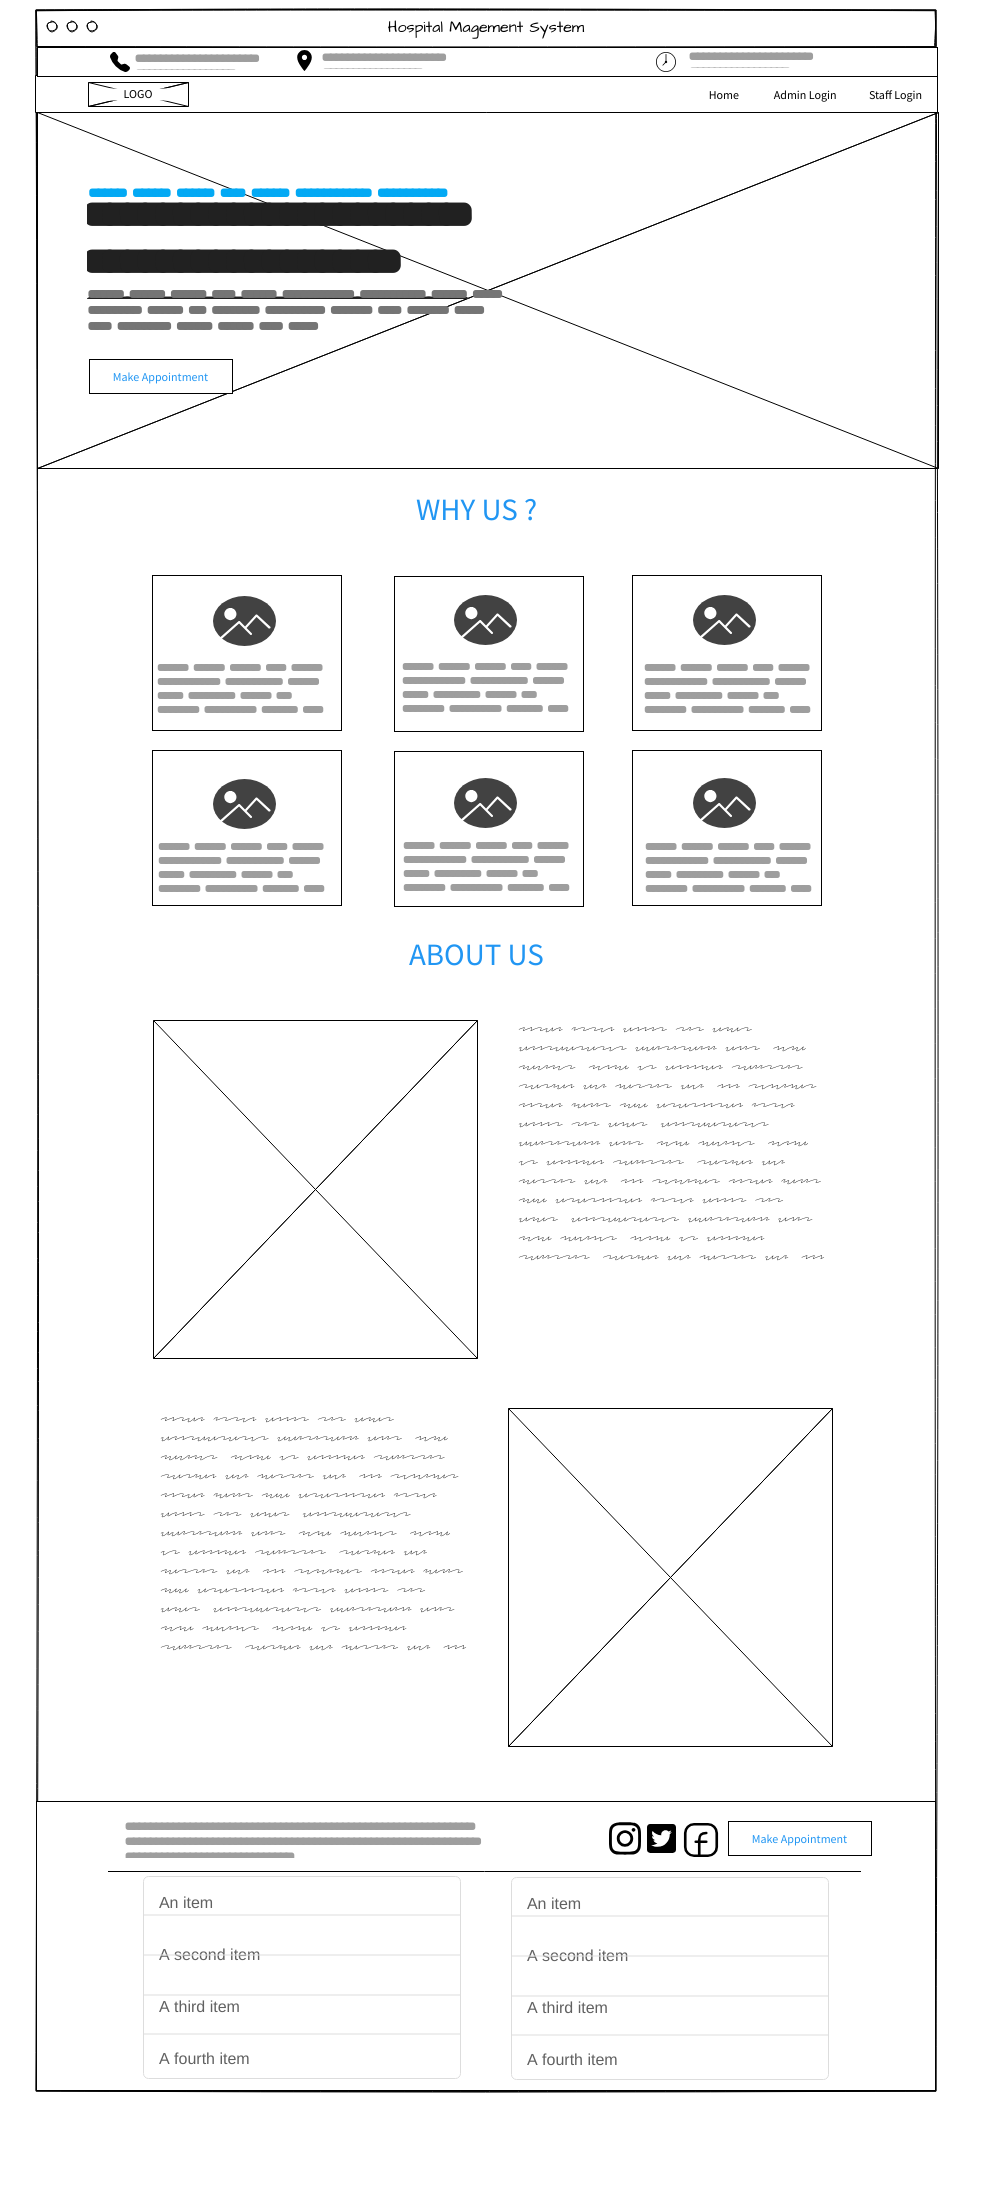 Hospital Magement System
LOGO
Home Admin Login Staff Login
Make Appointment
WHY US ?
ABOUT US
Make Appointment
An item
A second item
A third item
A fourth item
An item
A second item
A third item
A fourth item